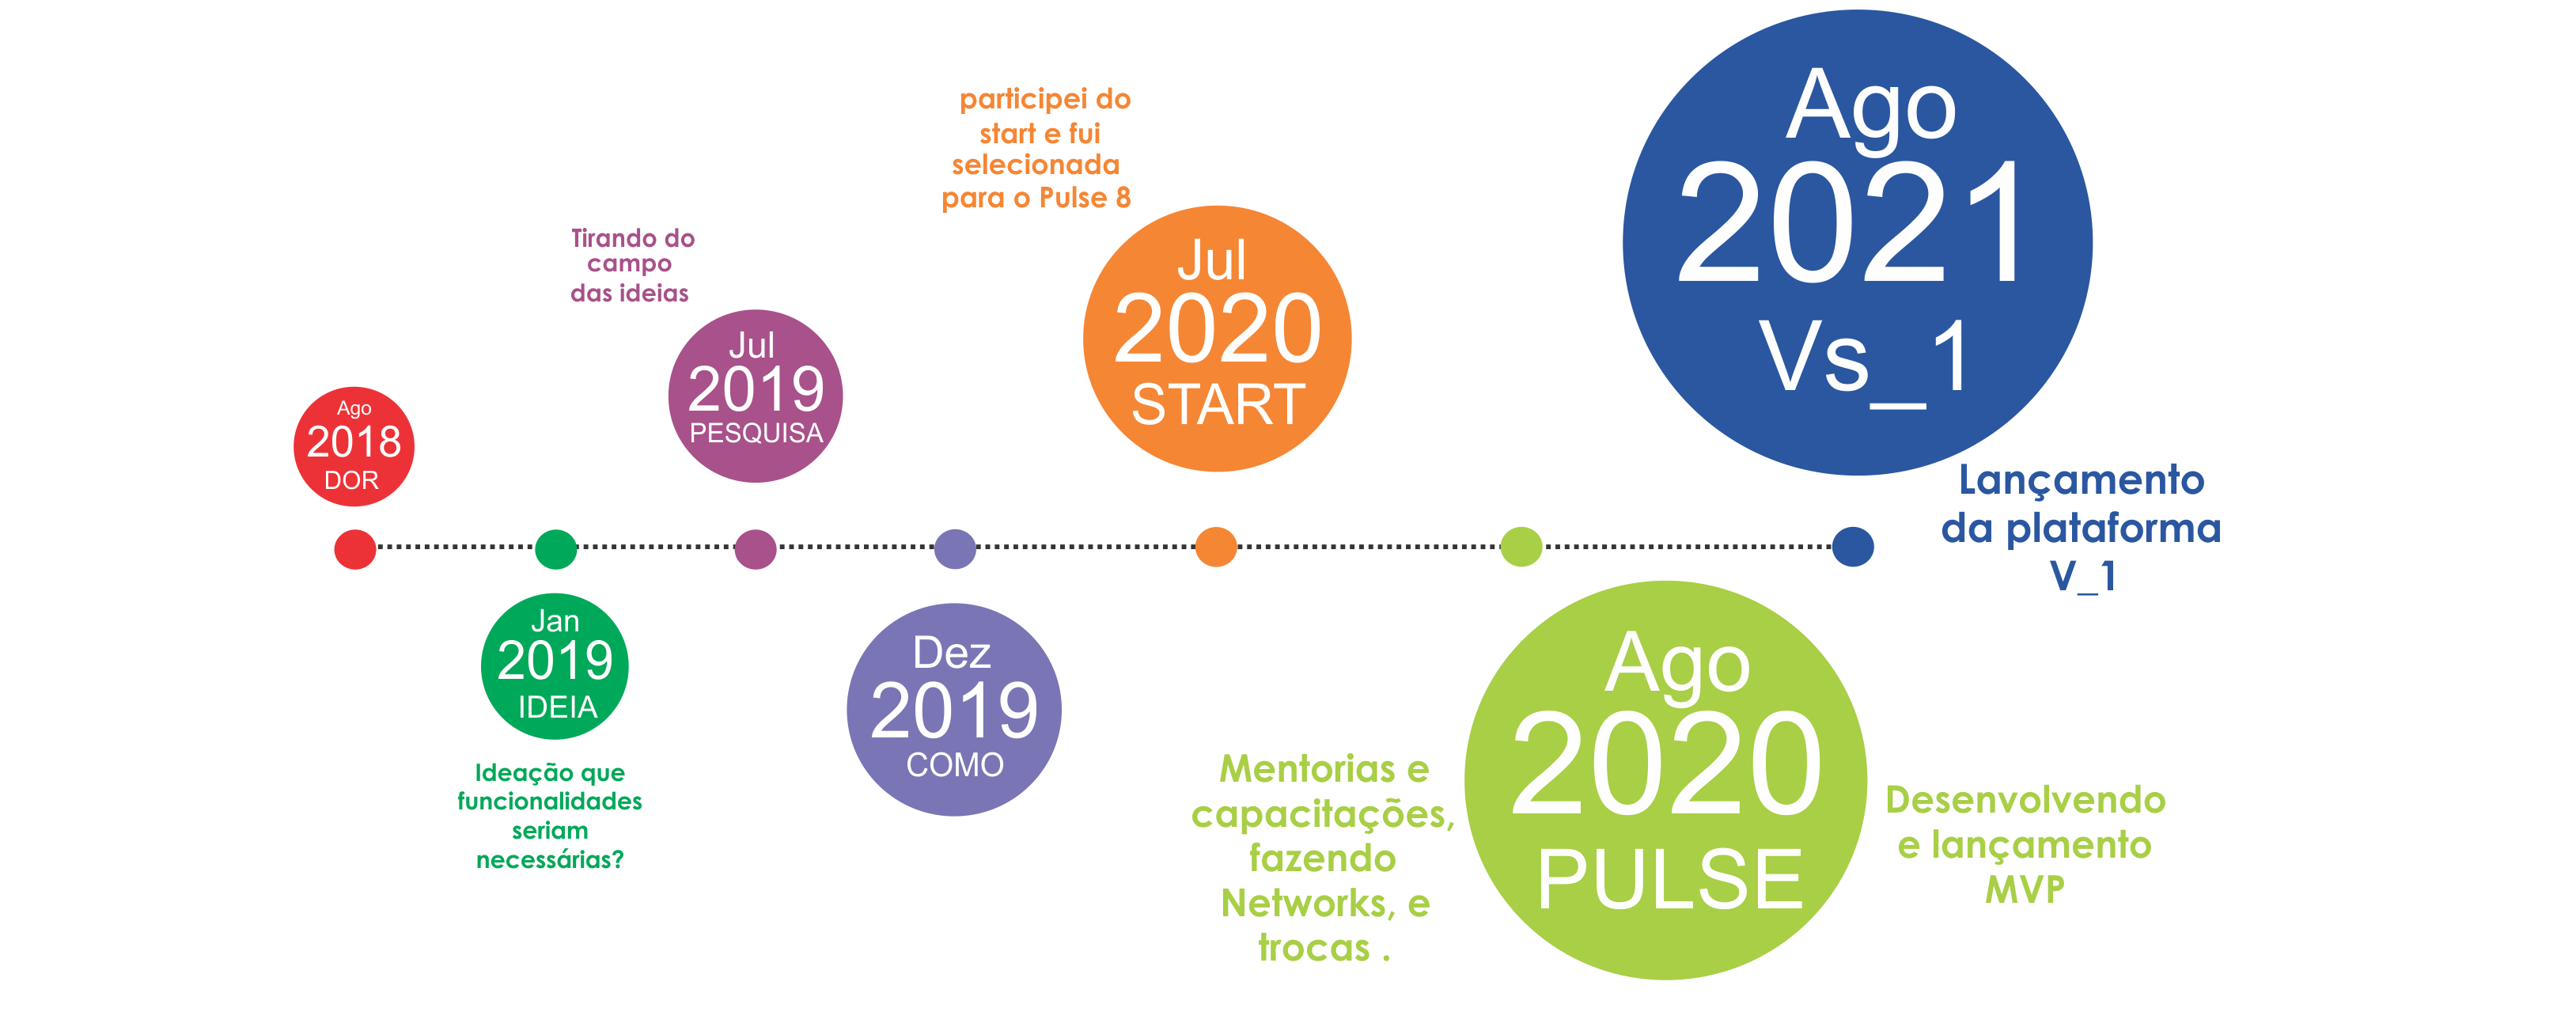 Ago
2018
DOR
Jan
2019
IDEIA
Ideação que
funcionalidades
seriam
necessárias?
Tirando do
campo
das ideias
Jul
2019
PESQUISA
Dez
2019
COMO
participei do
start e fui
selecionada
para o Pulse 8
Jul
2020
START
Mentorias e
capacitações,
fazendo
Networks, e
trocas .
Ago
2020
PULSE
Desenvolvendo
e lançamento
MVP
Ago
2021
Vs_1
Lançamento
da plataforma
V_1